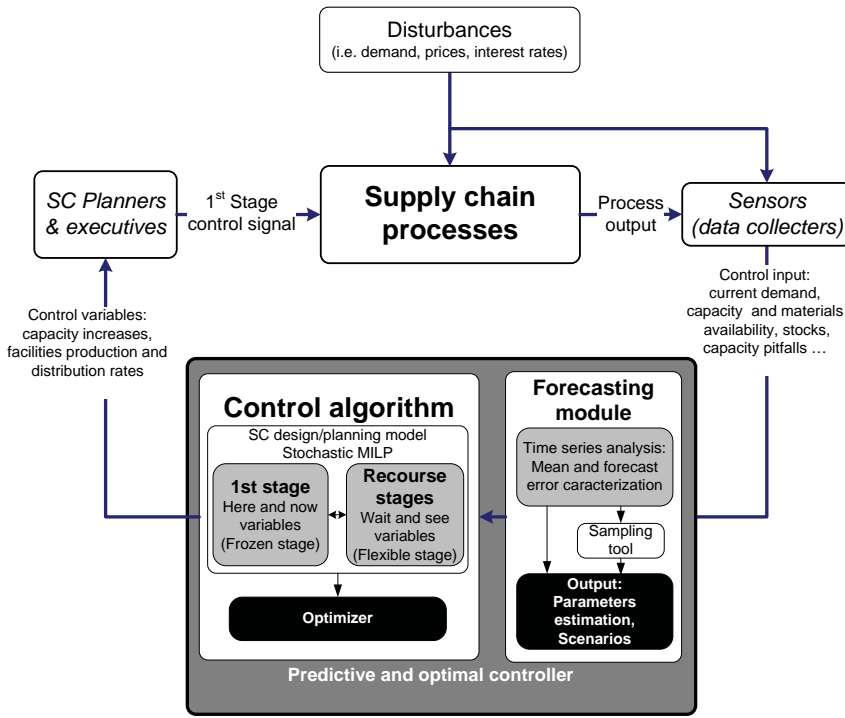 Disturbances
(i.e. demand, prices, interest rates)
SC Planners
& executives
1st Stage
control signal
Supply chain
processes
Process
output
Sensors
(data collecters)
Control variables:
capacity increases,
facilities production and
distribution rates
Control input:
current demand,
capacity and materials
availability, stocks,
capacity pitfalls ...
Control algorithm
SC design/planning model
Stochastic MILP
1st stage
Here and now
variables
(Frozen stage)
Recourse
stages
Wait and see
variables
(Flexible stage)
Optimizer
Forecasting
module
Time series analysis:
Mean and forecast
error caracterization
Sampling
tool
Output:
Parameters
estimation,
Scenarios
Predictive and optimal controller